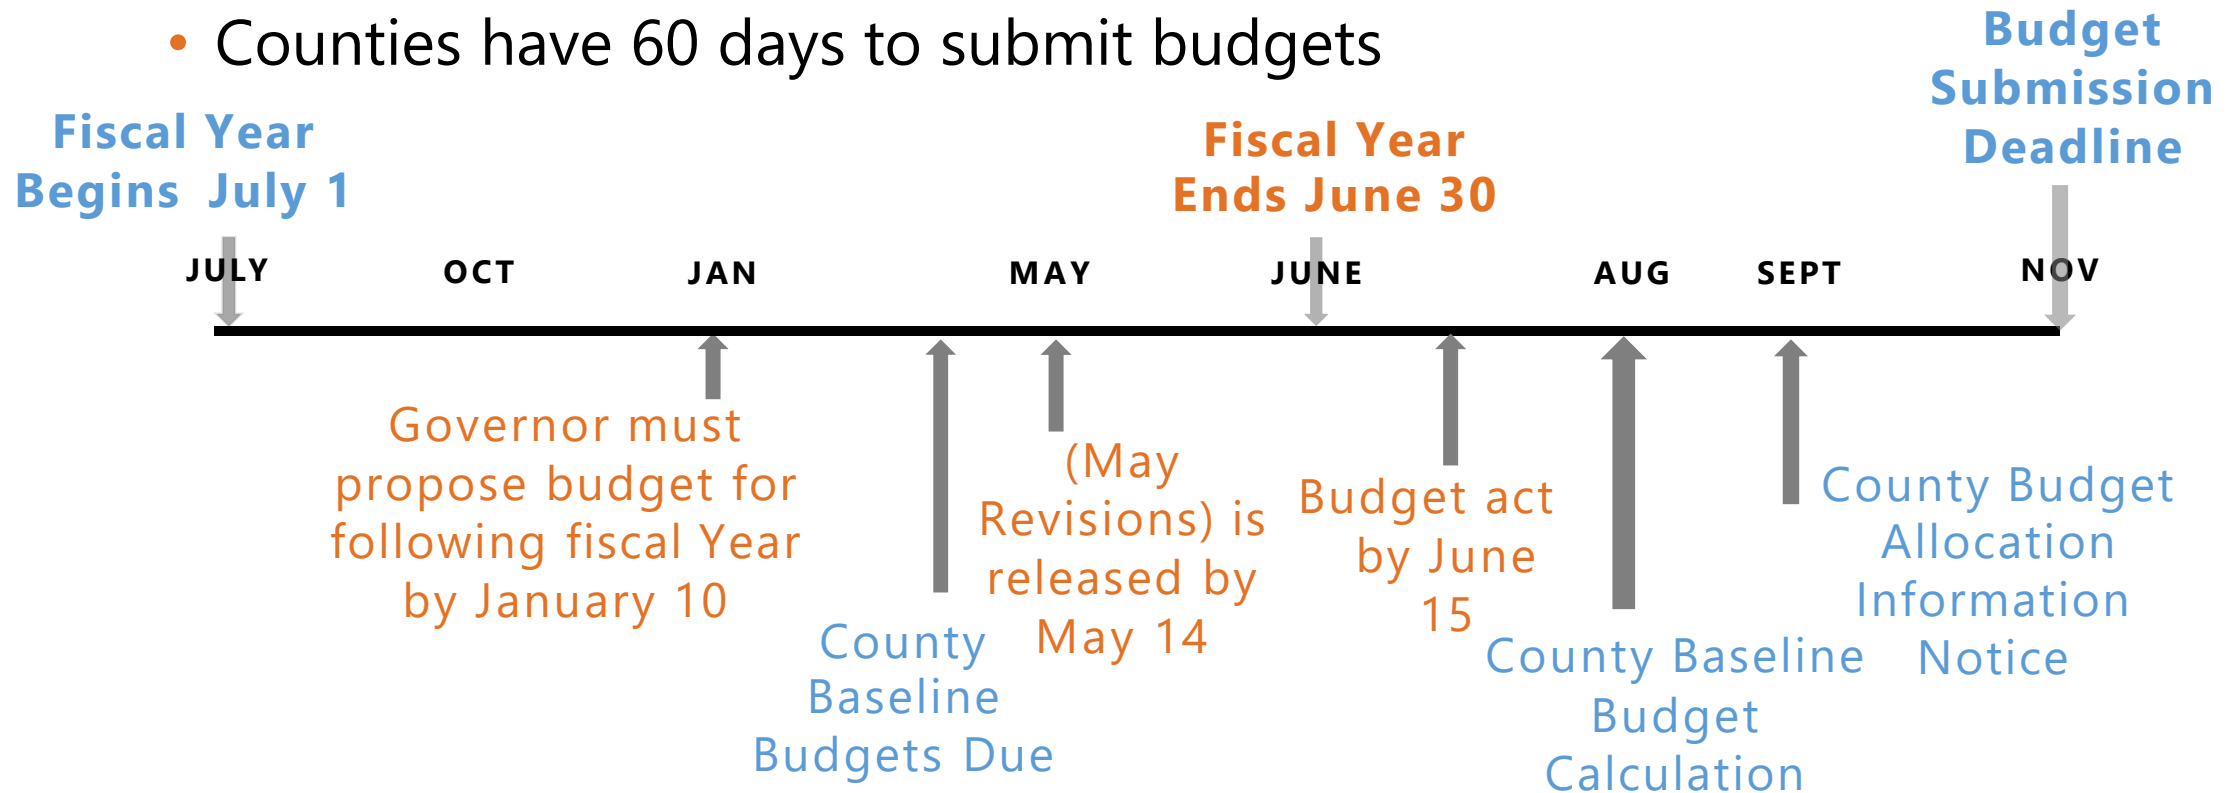 • Counties have 60 days to submit budgets
Budget
Submission
Deadline
Fiscal Year
Begins July 1
Fiscal Year
Ends June 30
JULY
OCT
JAN
MAY
JUNE
AUG
SEPT
NOV
Governor must
propose budget for
following fiscal Year
by January 10
County
Baseline
Budgets Due
(May
Revisions) is
released by
May 14
Budget act
by June
15
County Baseline
Budget
Calculation
County Budget
Allocation
Information
Notice